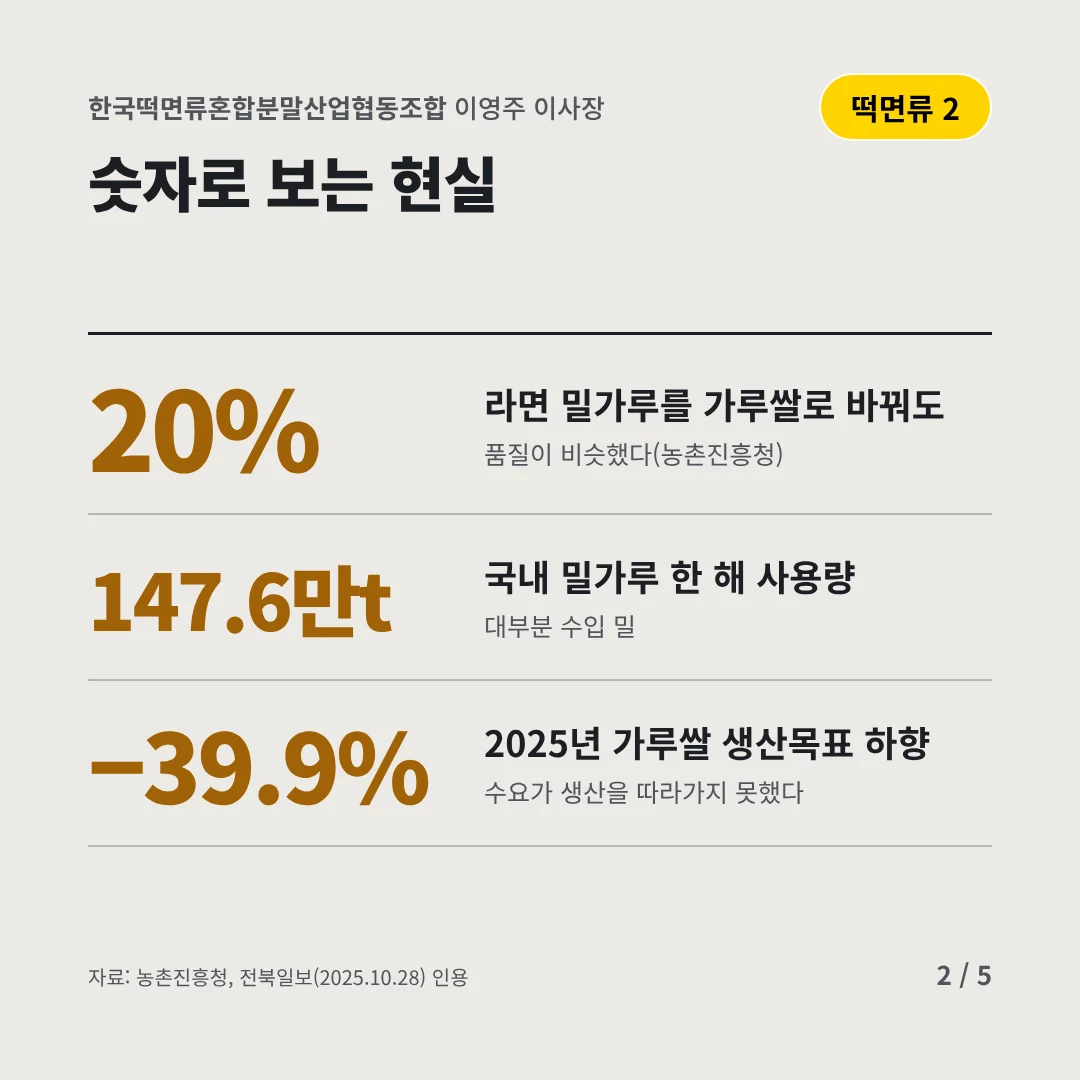 한국떡면류혼합분말산업협동조합 이영주 이사장
떡면류 2
숫자로 보는 현실
20%
라면 밀가루를 가루쌀로 바꿔도
품질이 비슷했다(농촌진흥청)
147.6만t
국내 밀가루 한 해 사용량
대부분 수입 밀
–39.9%
2025년 가루쌀 생산목표 하향
수요가 생산을 따라가지 못했다
자료: 농촌진흥청, 전북일보(2025.10.28) 인용
2 / 5